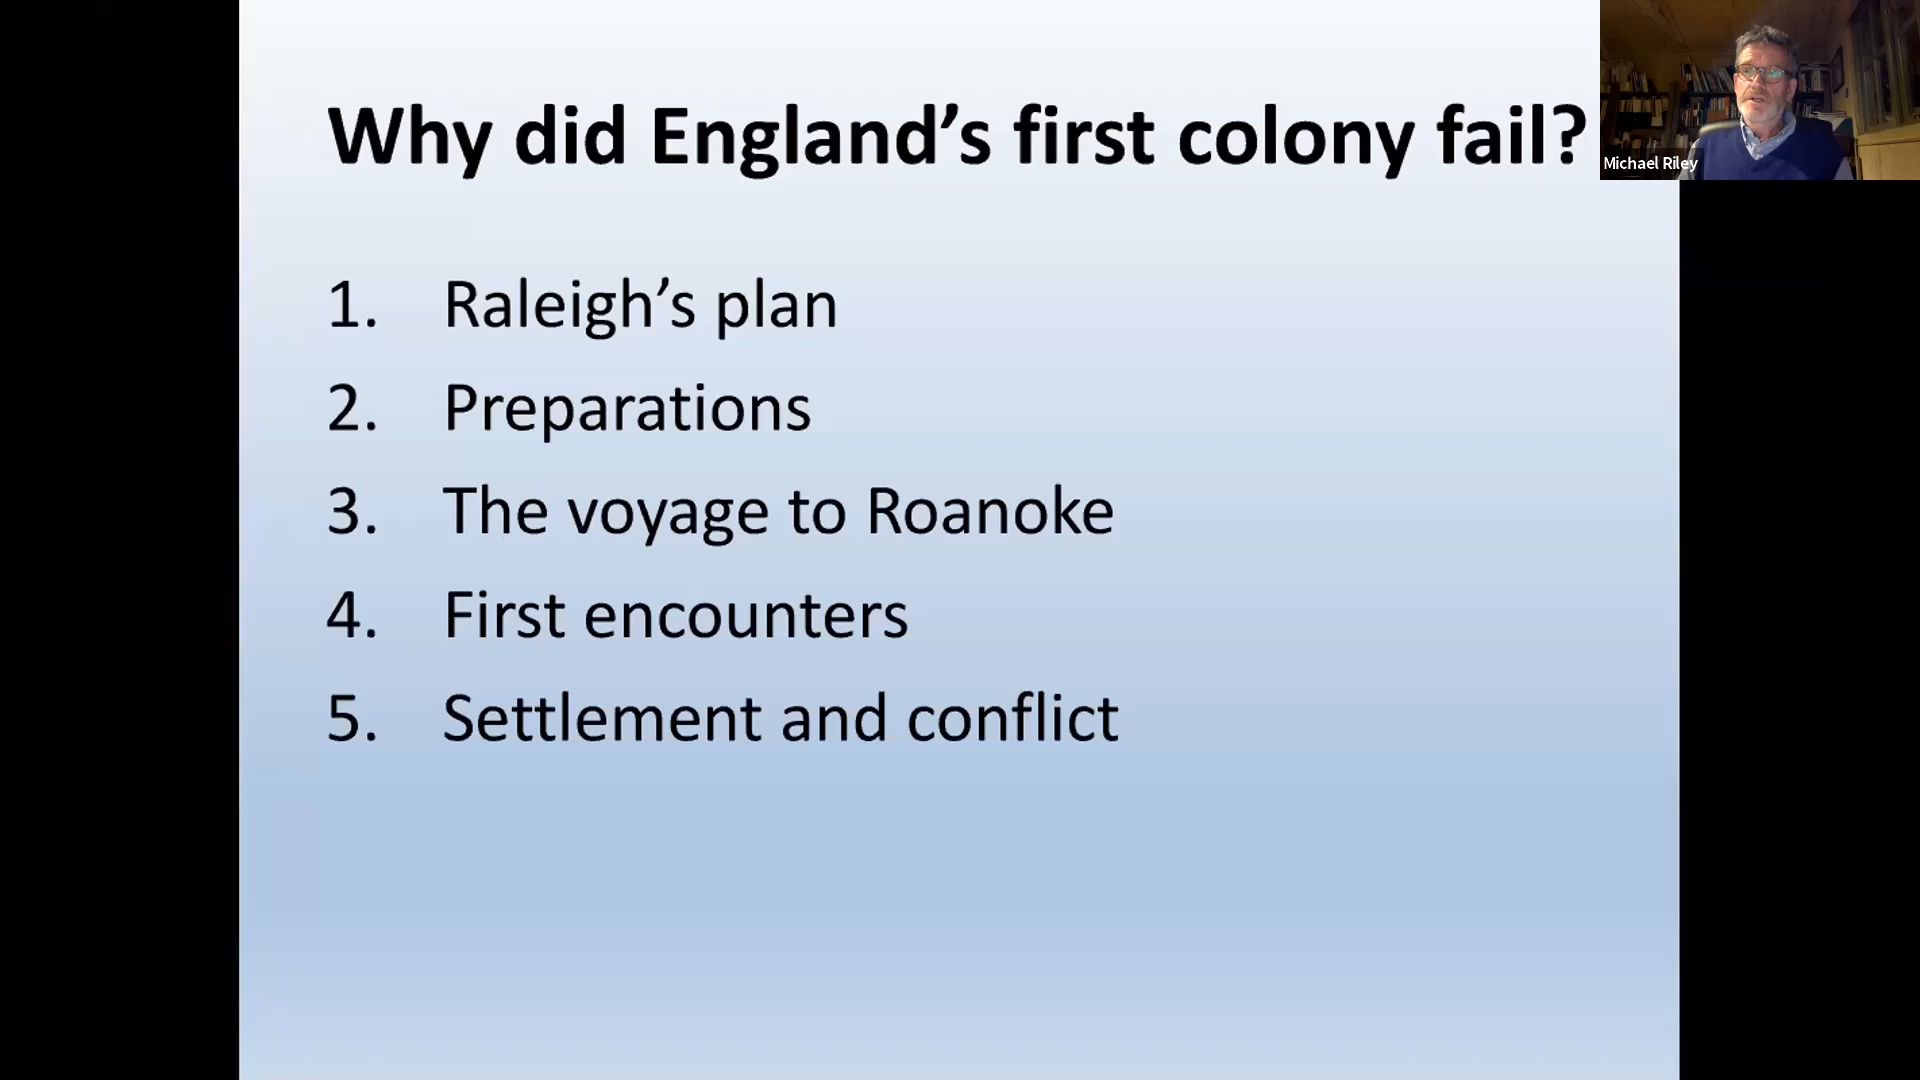 Why did England’s first colony fail?
Michael Riley
1. Raleigh’s plan
2. Preparations
3. The voyage to Roanoke
4. First encounters
5. Settlement and conflict